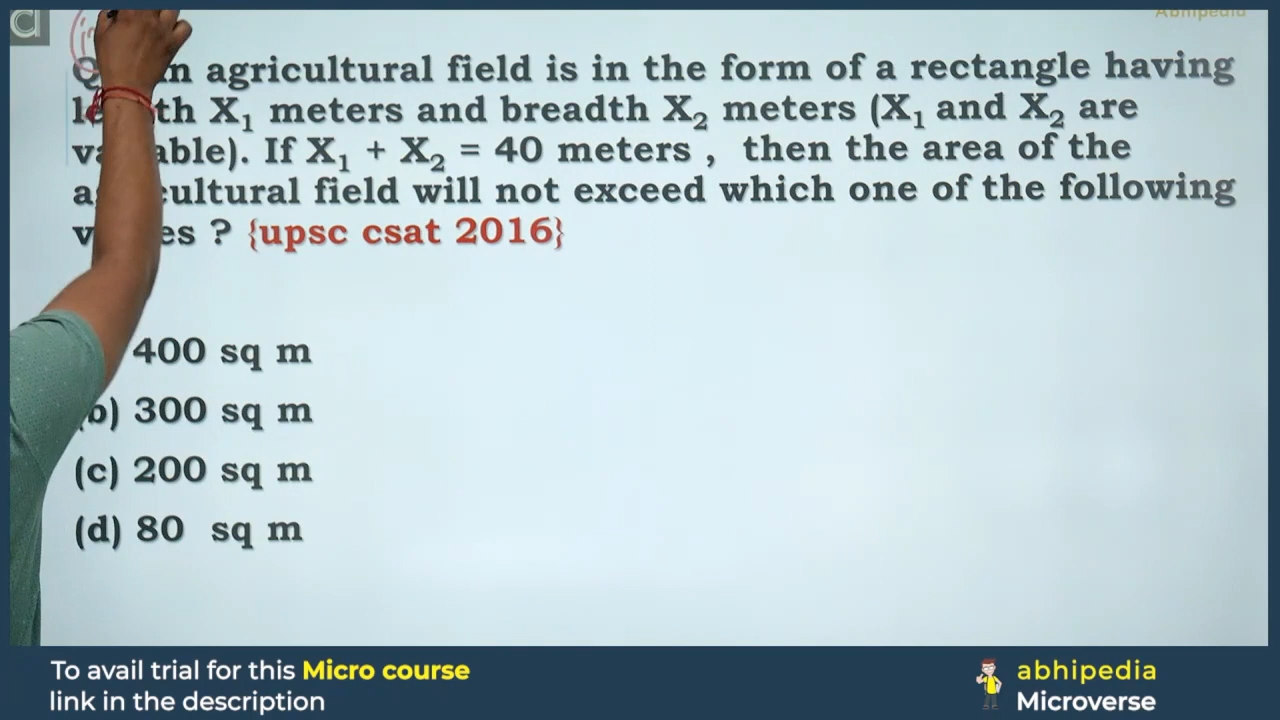 d
Abhipedia
Q n agricultural field is in the form of a rectangle having
le th X1 meters and breadth X2 meters (X1 and X2 are
va able). If X1 + X2 = 40 meters , then the area of the
a cultural field will not exceed which one of the following
v es ? {upsc csat 2016}
400 sq m
b) 300 sq m
(c) 200 sq m
(d) 80 sq m
To avail trial for this Micro course
link in the description
abhipedia
Microverse